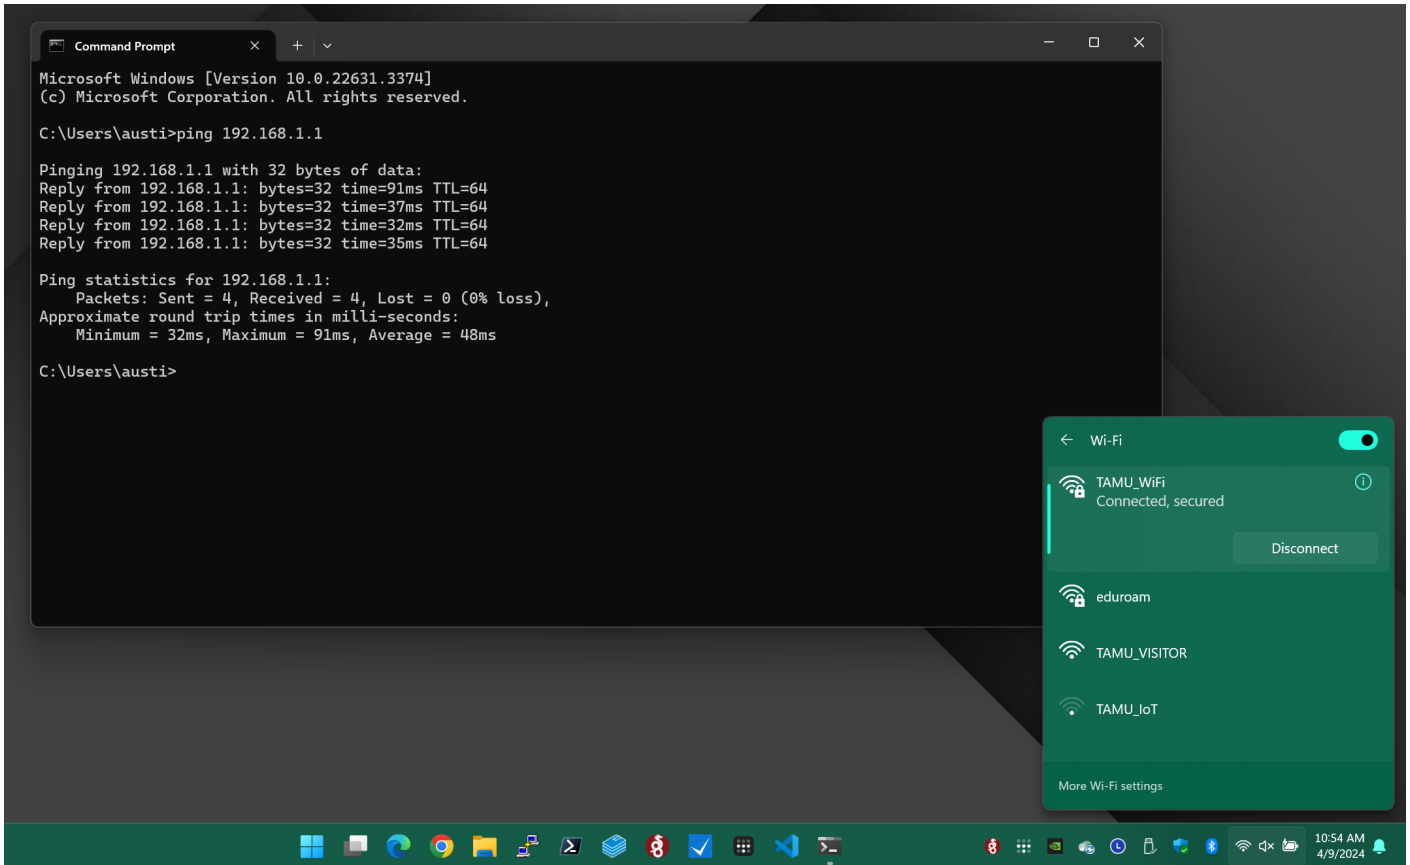 Command Prompt
Microsoft Windows [Version 10.0.22631.3374]
(c) Microsoft Corporation. All rights reserved.
C:\Users\austi>ping 192.168.1.1
Pinging 192.168.1.1 with 32 bytes of data:
Reply from 192.168.1.1: bytes=32 time=91ms TTL=64
Reply from 192.168.1.1: bytes=32 time=37ms TTL=64
Reply from 192.168.1.1: bytes=32 time=32ms TTL=64
Reply from 192.168.1.1: bytes=32 time=35ms TTL=64
Ping statistics for 192.168.1.1:
    Packets: Sent = 4, Received = 4, Lost = 0 (0% loss),
Approximate round trip times in milli-seconds:
    Minimum = 32ms, Maximum = 91ms, Average = 48ms
C:\Users\austi>
Wi-Fi
TAMU_WiFi
Connected, secured
Disconnect
eduroam
TAMU_VISITOR
TAMU_IoT
More Wi-Fi settings
10:54 AM
4/9/2024